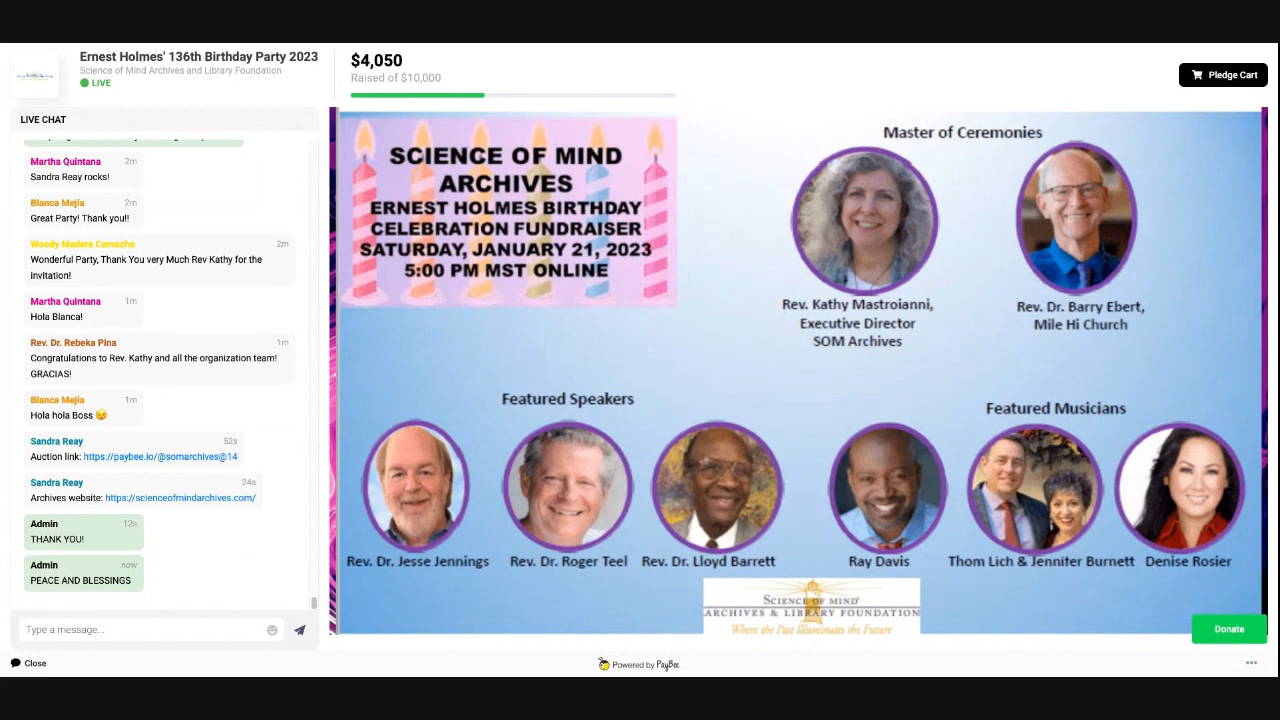 Ernest Holmes' 136th Birthday Party 2023
Science of Mind Archives and Library Foundation
LIVE
$4,050
Raised of $10,000
Pledge Cart
LIVE CHAT
Martha Quintana 2m
Sandra Reay rocks!
Blanca Mejía 2m
Great Party! Thank you!!
Woody Madera Camacho 2m
Wonderful Party, Thank You very Much Rev Kathy for the
invitation!
Martha Quintana 1m
Hola Blanca!
Rev. Dr. Rebeka Pina 1m
Congratulations to Rev. Kathy and all the organization team!
GRACIAS!
Blanca Mejía 1m
Hola hola Boss 😉
Sandra Reay 52s
Auction link: https://paybee.io/@somarchives@14
Sandra Reay 24s
Archives website: https://scienceofmindarchives.com/
Admin 12s
THANK YOU!
Admin now
PEACE AND BLESSINGS
Type a message...
Close
SCIENCE OF MIND
ARCHIVES
ERNEST HOLMES BIRTHDAY
CELEBRATION FUNDRAISER
SATURDAY, JANUARY 21, 2023
5:00 PM MST ONLINE
Master of Ceremonies
Rev. Kathy Mastroianni,
Executive Director
SOM Archives
Rev. Dr. Barry Ebert,
Mile Hi Church
Featured Speakers
Rev. Dr. Jesse Jennings
Rev. Dr. Roger Teel
Rev. Dr. Lloyd Barrett
Featured Musicians
Ray Davis
Thom Lich & Jennifer Burnett
Denise Rosier
SCIENCE OF MIND
ARCHIVES & LIBRARY FOUNDATION
Where the Past Illuminates the Future
Donate
Powered by PayBee